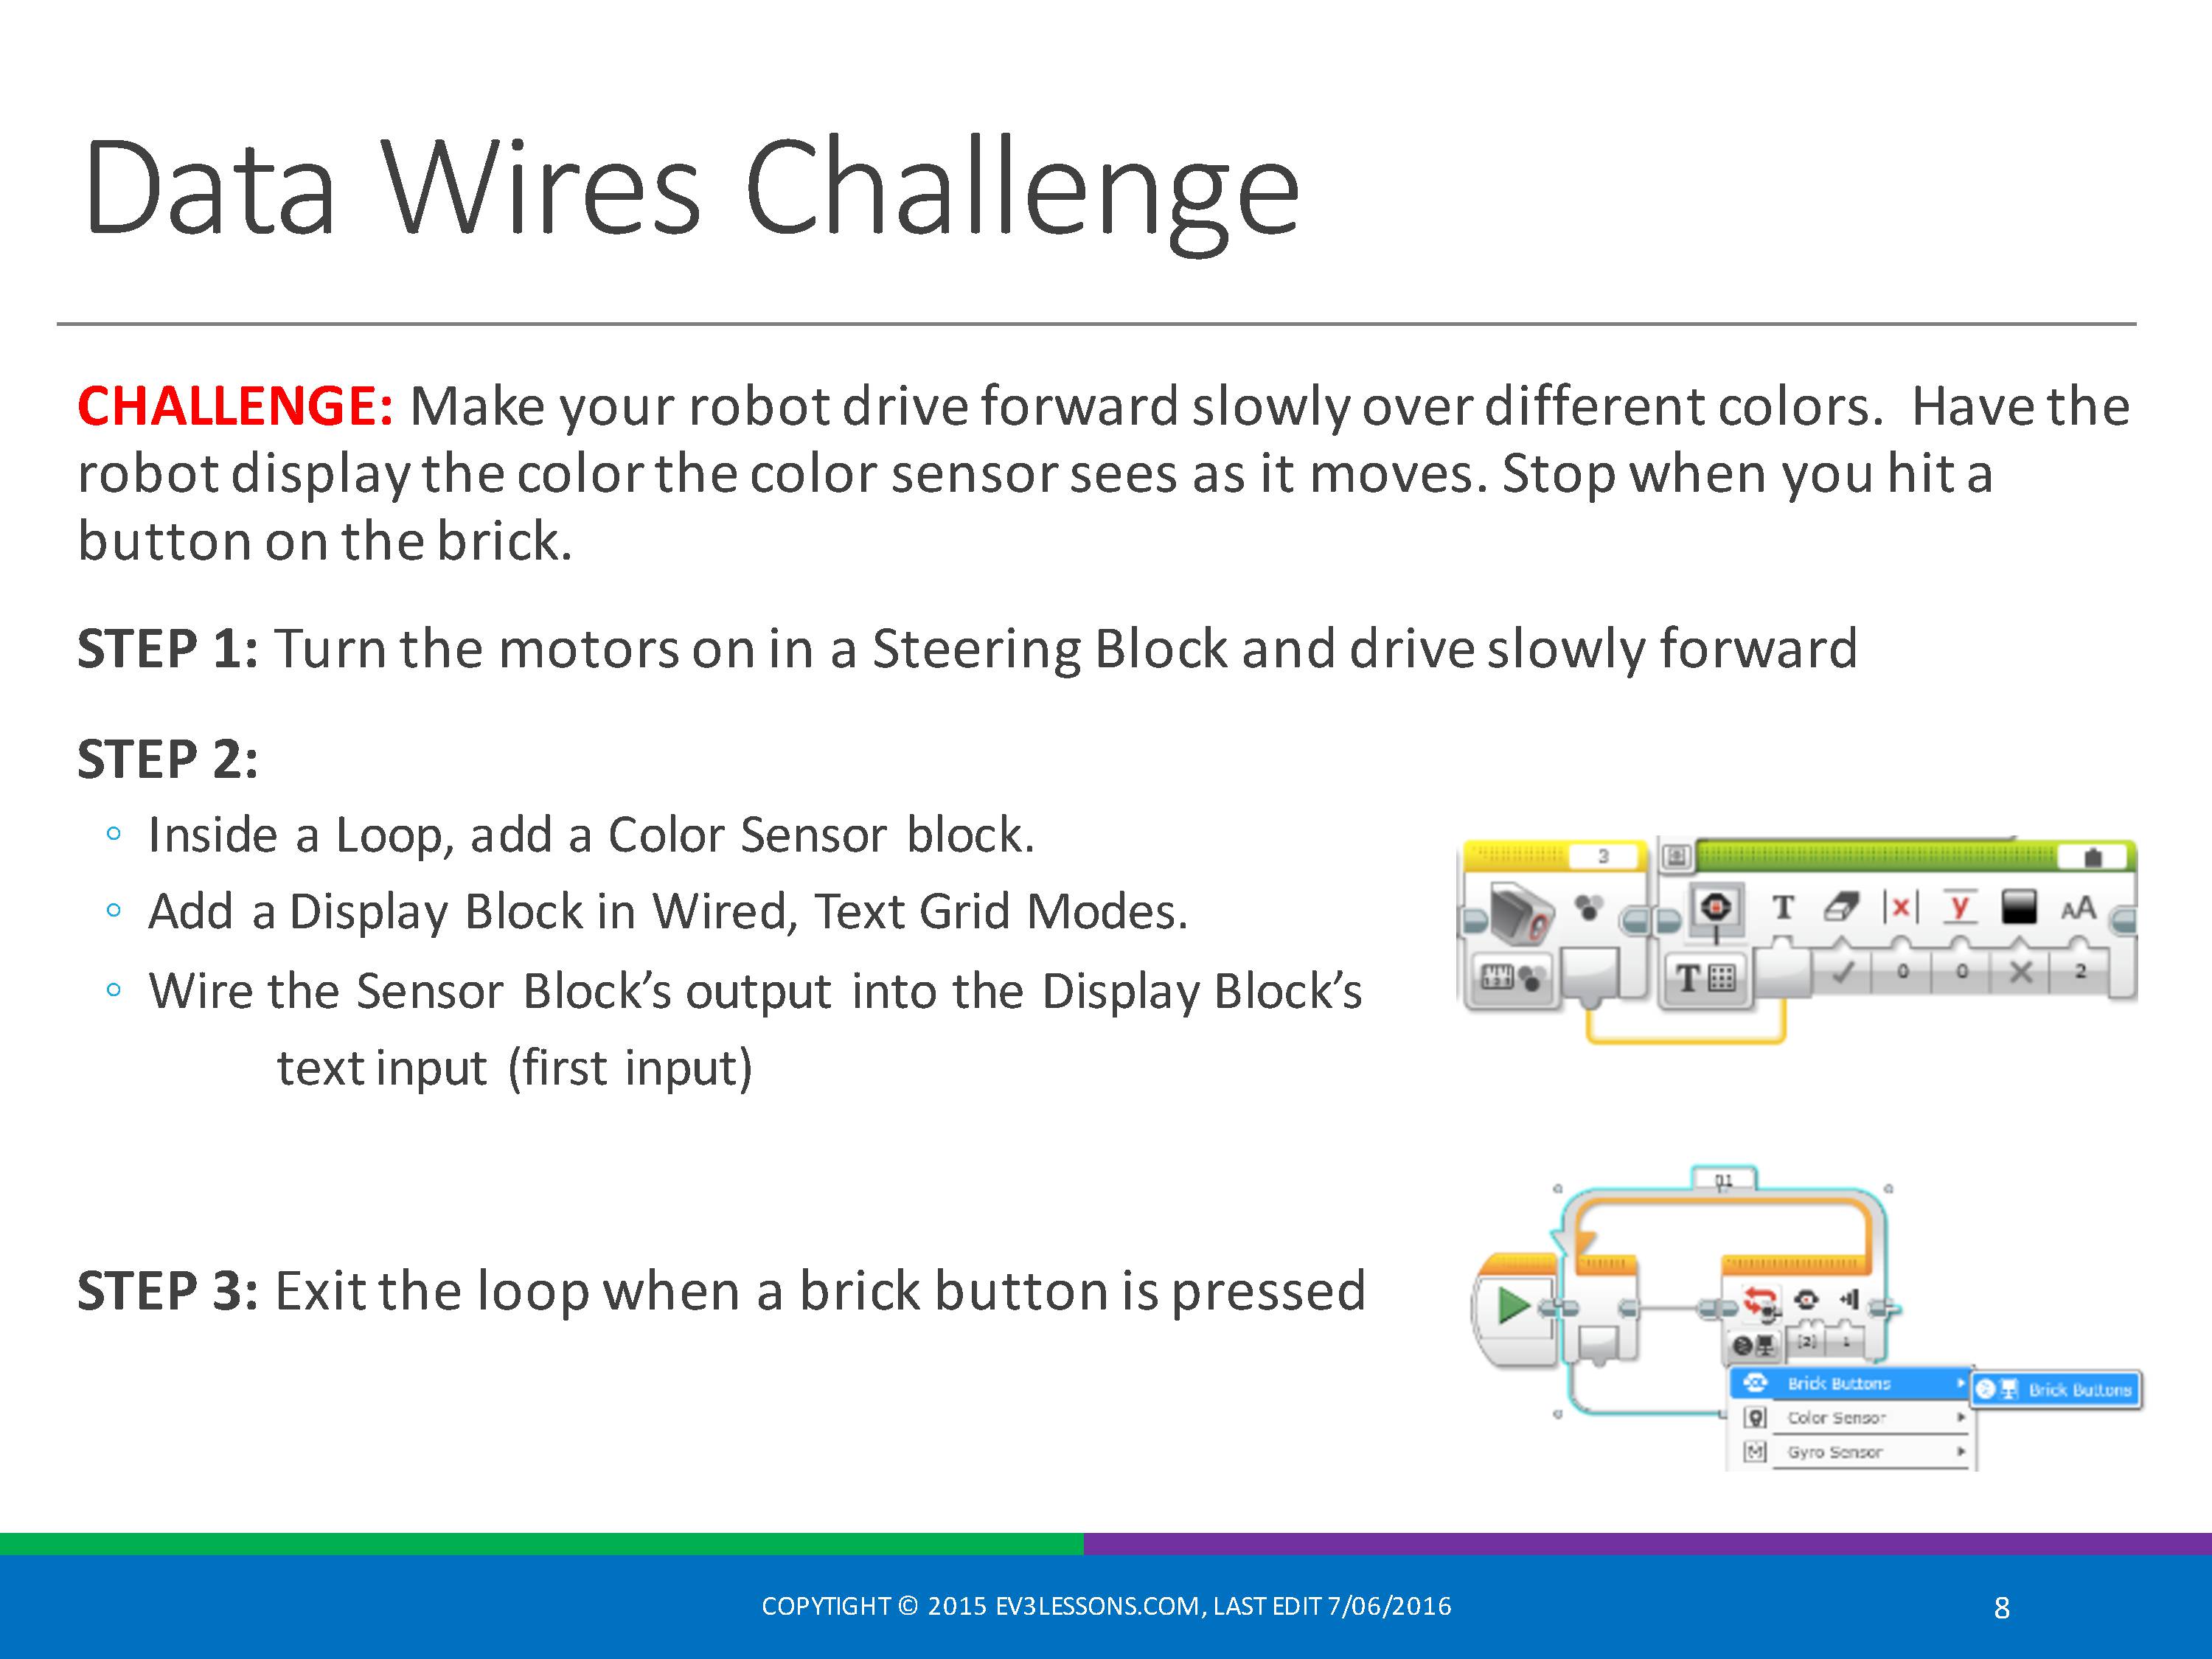 Data Wires Challenge
CHALLENGE: Make your robot drive forward slowly over different colors. Have the
robot display the color the color sensor sees as it moves. Stop when you hit a
button on the brick.
STEP 1: Turn the motors on in a Steering Block and drive slowly forward
STEP 2:
◦ Inside a Loop, add a Color Sensor block.
◦ Add a Display Block in Wired, Text Grid Modes.
◦ Wire the Sensor Block’s output into the Display Block’s
text input (first input)
3
T x y AA
T 0 0 2
01
STEP 3: Exit the loop when a brick button is pressed
[2] 1
Brick Buttons Brick Buttons
Color Sensor
Gyro Sensor
COPYTIGHT © 2015 EV3LESSONS.COM, LAST EDIT 7/06/2016
8